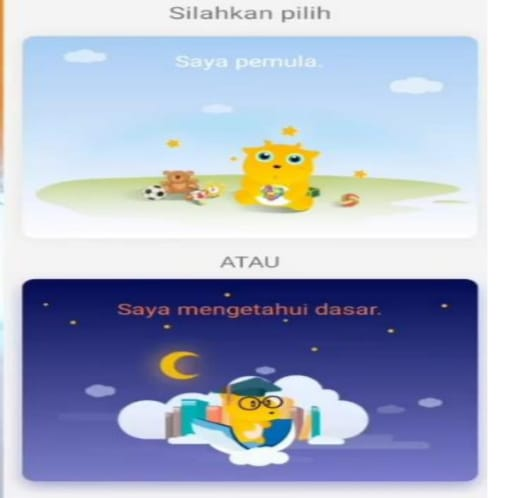 Silahkan pilih
Saya pemula.
ATAU
Saya mengetahui dasar.